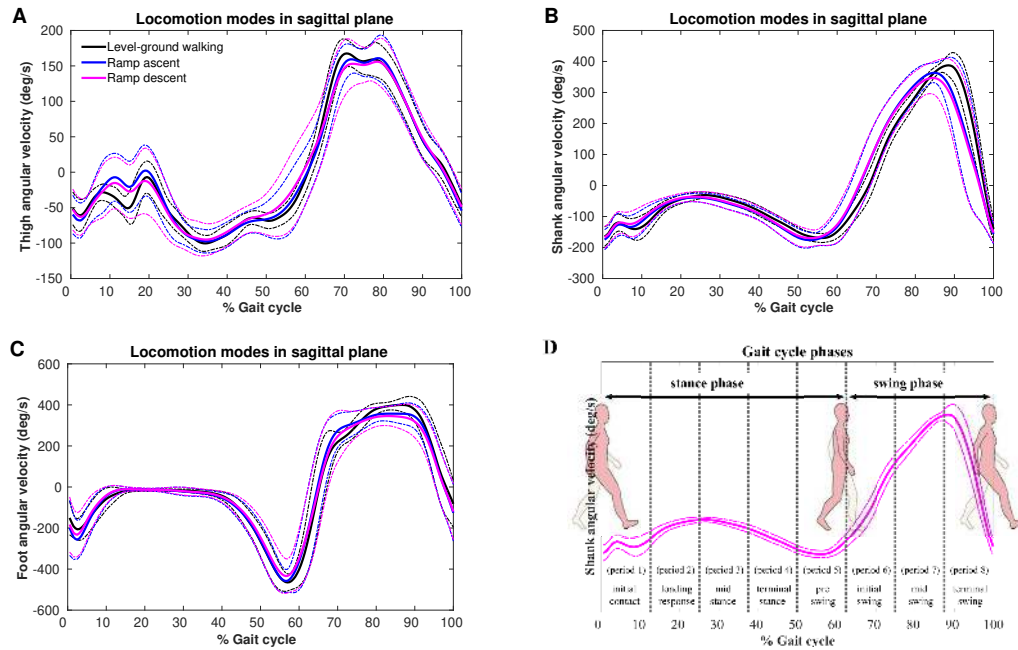 A
Locomotion modes in sagittal plane
Thigh angular velocity (deg/s)
200
150
100
50
0
-50
-100
-150
Level-ground walking
Ramp ascent
Ramp descent
0 10 20 30 40 50 60 70 80 90 100
% Gait cycle
B
Locomotion modes in sagittal plane
Shank angular velocity (deg/s)
500
400
300
200
100
0
-100
-200
-300
0 10 20 30 40 50 60 70 80 90 100
% Gait cycle
C
Locomotion modes in sagittal plane
Foot angular velocity (deg/s)
600
400
200
0
-200
-400
-600
0 10 20 30 40 50 60 70 80 90 100
% Gait cycle
D
Gait cycle phases
stance phase swing phase
Shank angular velocity (deg/s)
(period 1) (period 2) (period 3) (period 4) (period 5) (period 6) (period 7) (period 8)
initial mid terminal pre initial mid terminal
contact response stance stance swing swing swing swing
0 10 20 30 40 50 60 70 80 90 100
% Gait cycle